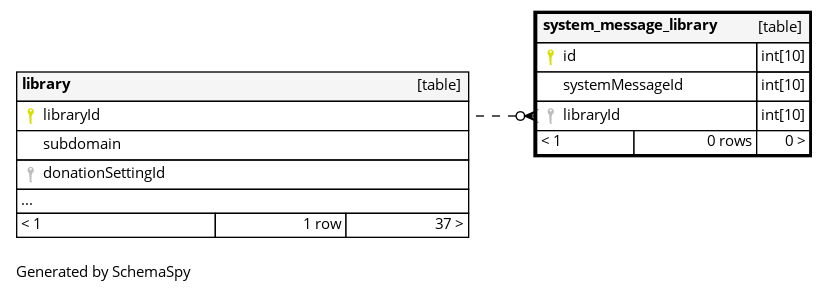 system_message_library [table]
id int[10]
systemMessageId int[10]
libraryId int[10]
< 1 0 rows 0 >
library [table]
libraryId
subdomain
donationSettingId
...
< 1 1 row 37 >
Generated by SchemaSpy